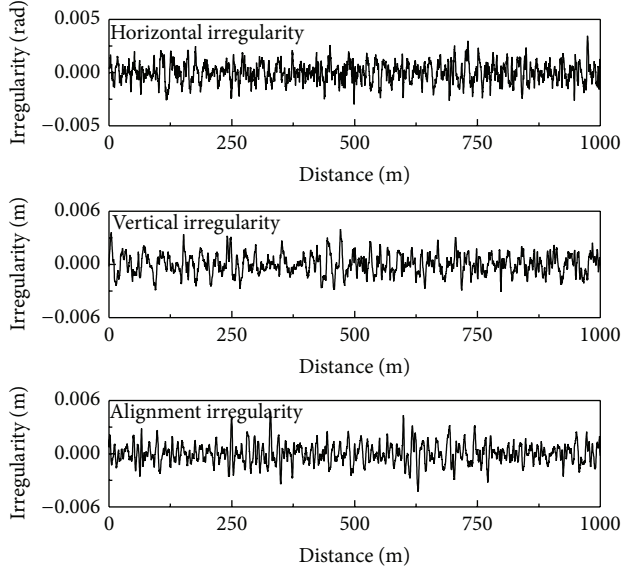 Irregularity (rad)
0.005
0.000
−0.005
Horizontal irregularity
0 250 500 750 1000
Distance (m)
Irregularity (m)
0.006
0.000
−0.006
Vertical irregularity
0 250 500 750 1000
Distance (m)
Irregularity (m)
0.006
0.000
−0.006
Alignment irregularity
0 250 500 750 1000
Distance (m)